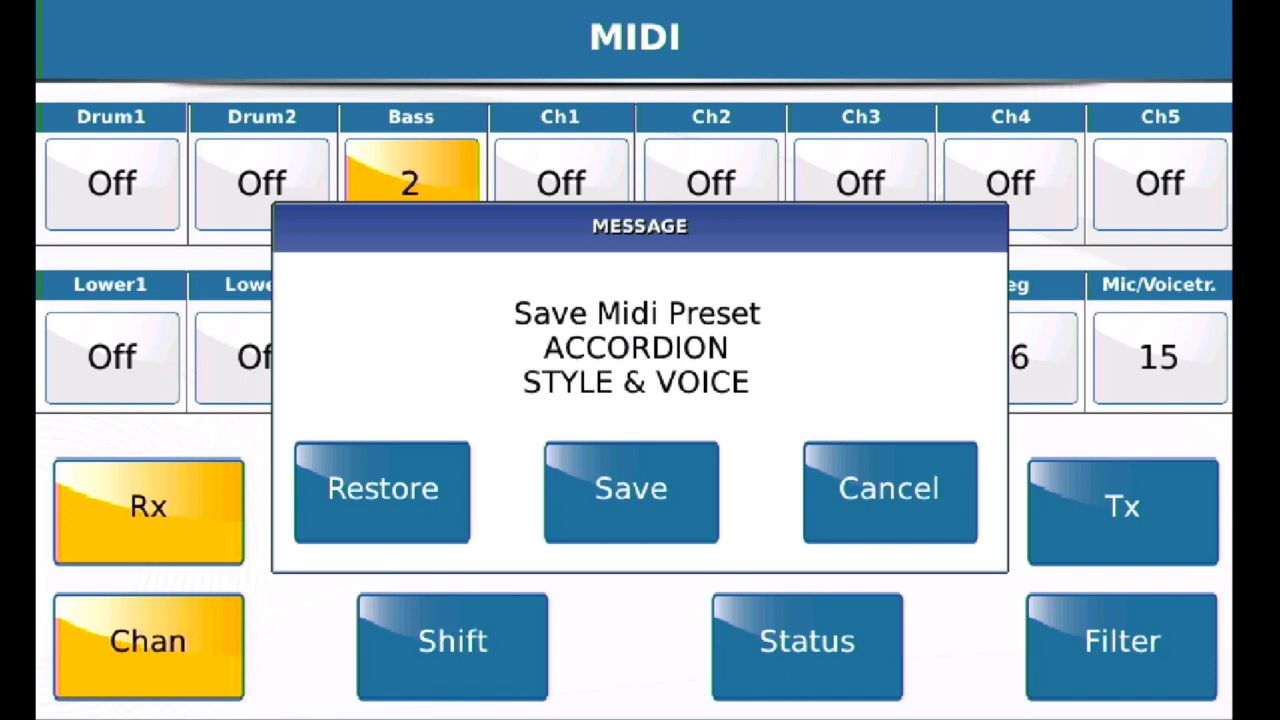 MIDI
Drum1 Drum2 Bass Ch1 Ch2 Ch3 Ch4 Ch5
Off Off 2 Off Off Off Off Off
MESSAGE
Lower1 Mic/Voicetr.
Save Midi Preset
ACCORDION
STYLE & VOICE
Off 15
Restore Save Cancel
Rx Tx
Chan Shift Status Filter